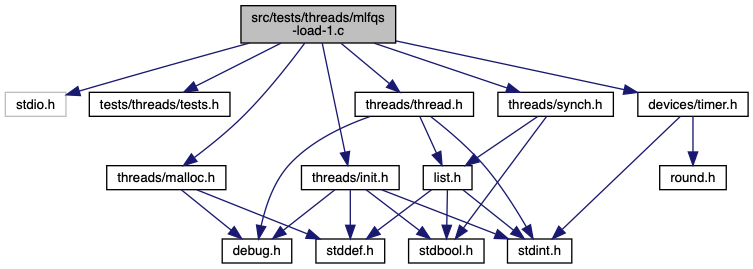 src/tests/threads/mlfqs
-load-1.c
stdio.h
tests/threads/tests.h
threads/thread.h
threads/synch.h
devices/timer.h
threads/malloc.h
threads/init.h
list.h
round.h
debug.h
stddef.h
stdbool.h
stdint.h